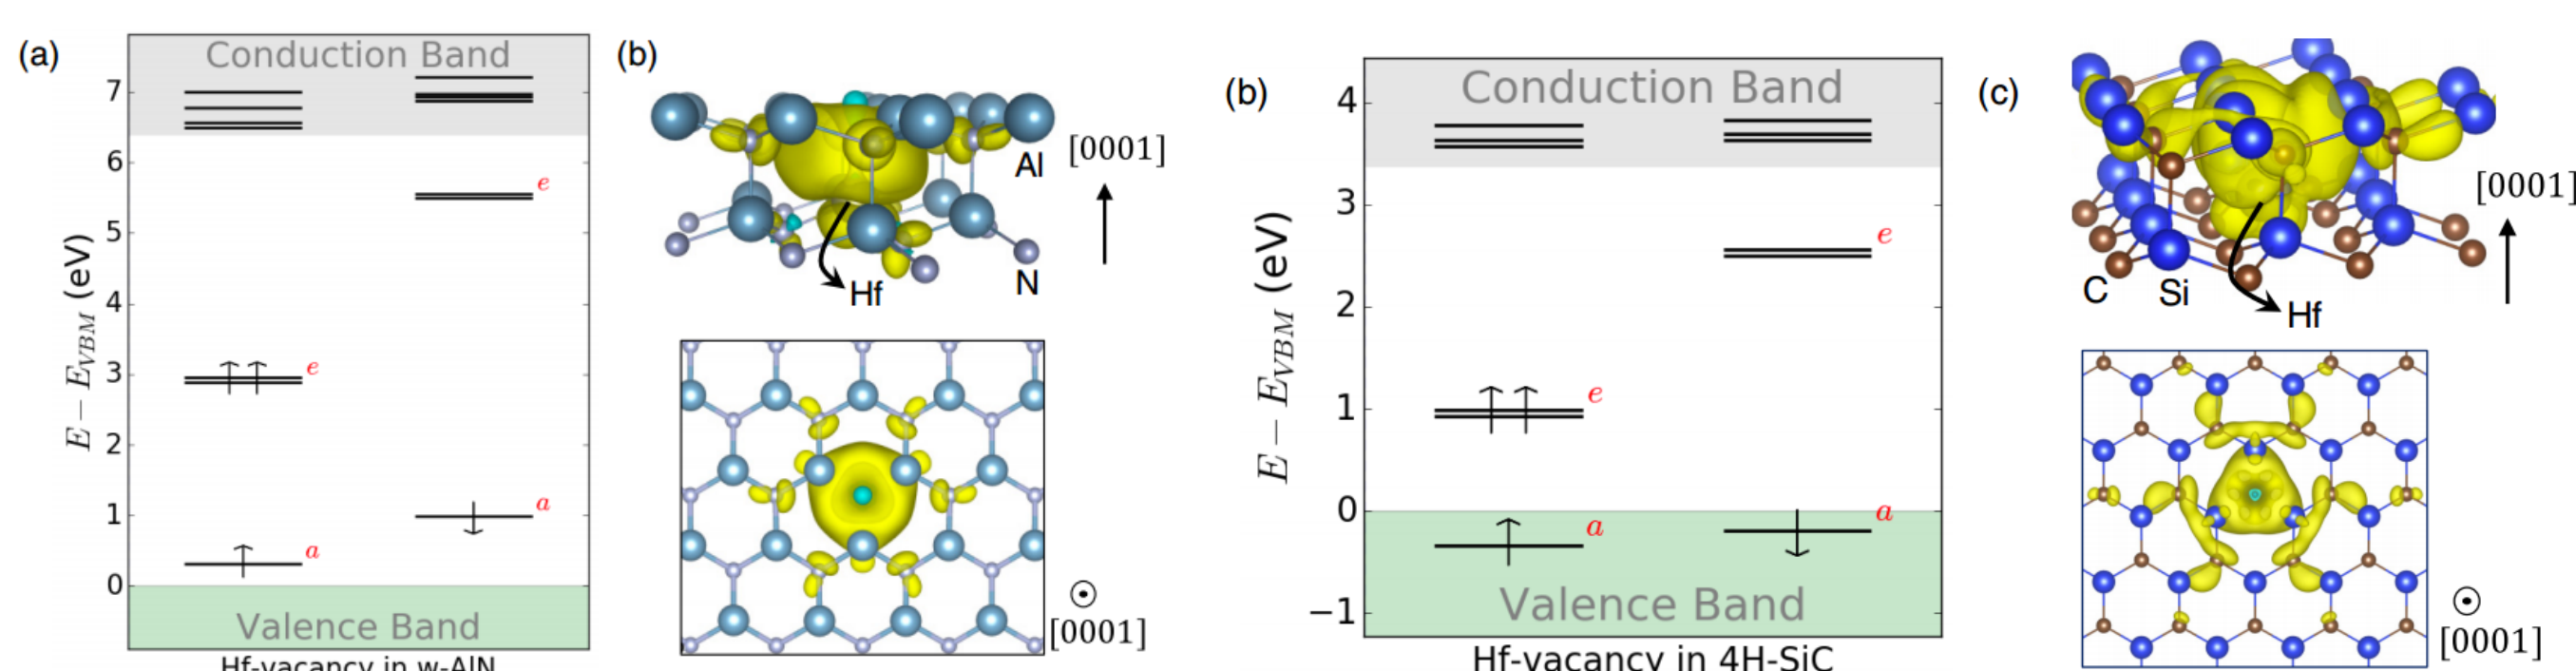 (a)
Conduction Band
7
6
5
4
3
2
1
0
E − E_VBM (eV)
e
e
a
a
Valence Band
Hf-vacancy in w-AlN
(b)
Al
[0001]
N
Hf
[0001]
(b)
Conduction Band
4
3
2
1
0
−1
E − E_VBM (eV)
e
e
a
a
Valence Band
Hf-vacancy in 4H-SiC
(c)
[0001]
C
Si
Hf
[0001]